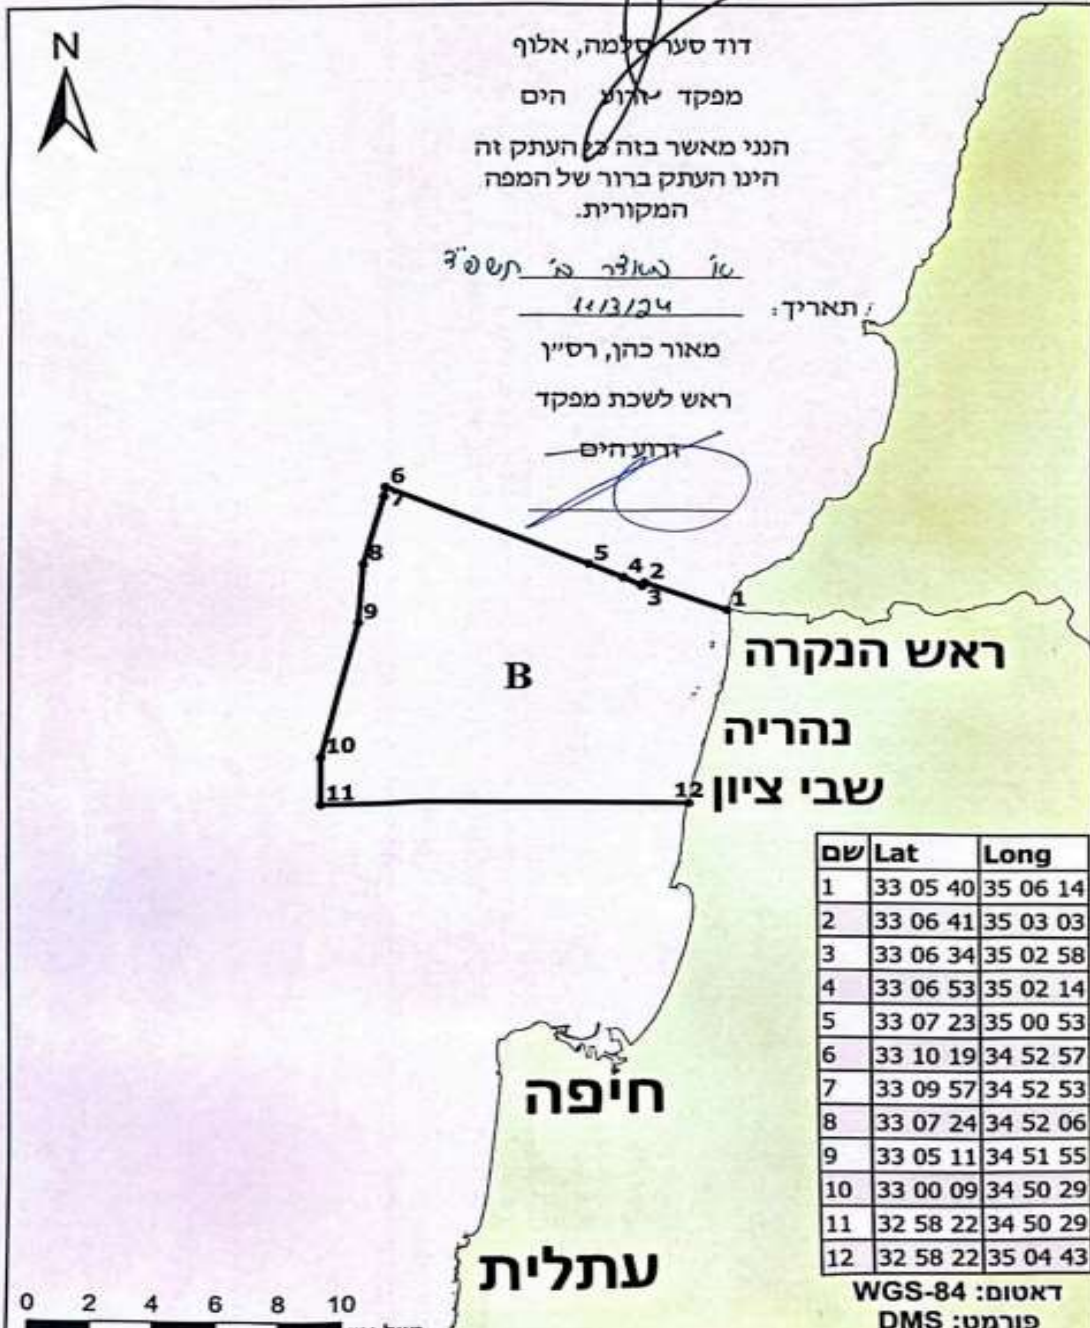 N
דוד סער סלמה, אלוף
מפקד זרוע הים
הנני מאשר בזה כי העתק זה
הינו העתק ברור של המפה
המקורית.
א' באדר ב' תשפ"ד
תאריך: 11/3/24
מאור כהן, רס״ן
ראש לשכת מפקד
זרוע הים
6
7
8
5
4
2
3
1
9
ראש הנקרה
B
נהריה
10
11
12
שבי ציון
שם Lat Long
1 33 05 40 35 06 14
2 33 06 41 35 03 03
3 33 06 34 35 02 58
4 33 06 53 35 02 14
5 33 07 23 35 00 53
6 33 10 19 34 52 57
7 33 09 57 34 52 53
8 33 07 24 34 52 06
9 33 05 11 34 51 55
10 33 00 09 34 50 29
11 32 58 22 34 50 29
12 32 58 22 35 04 43
חיפה
עתלית
דאטום: WGS-84
פורמט: DMS
0 2 4 6 8 10